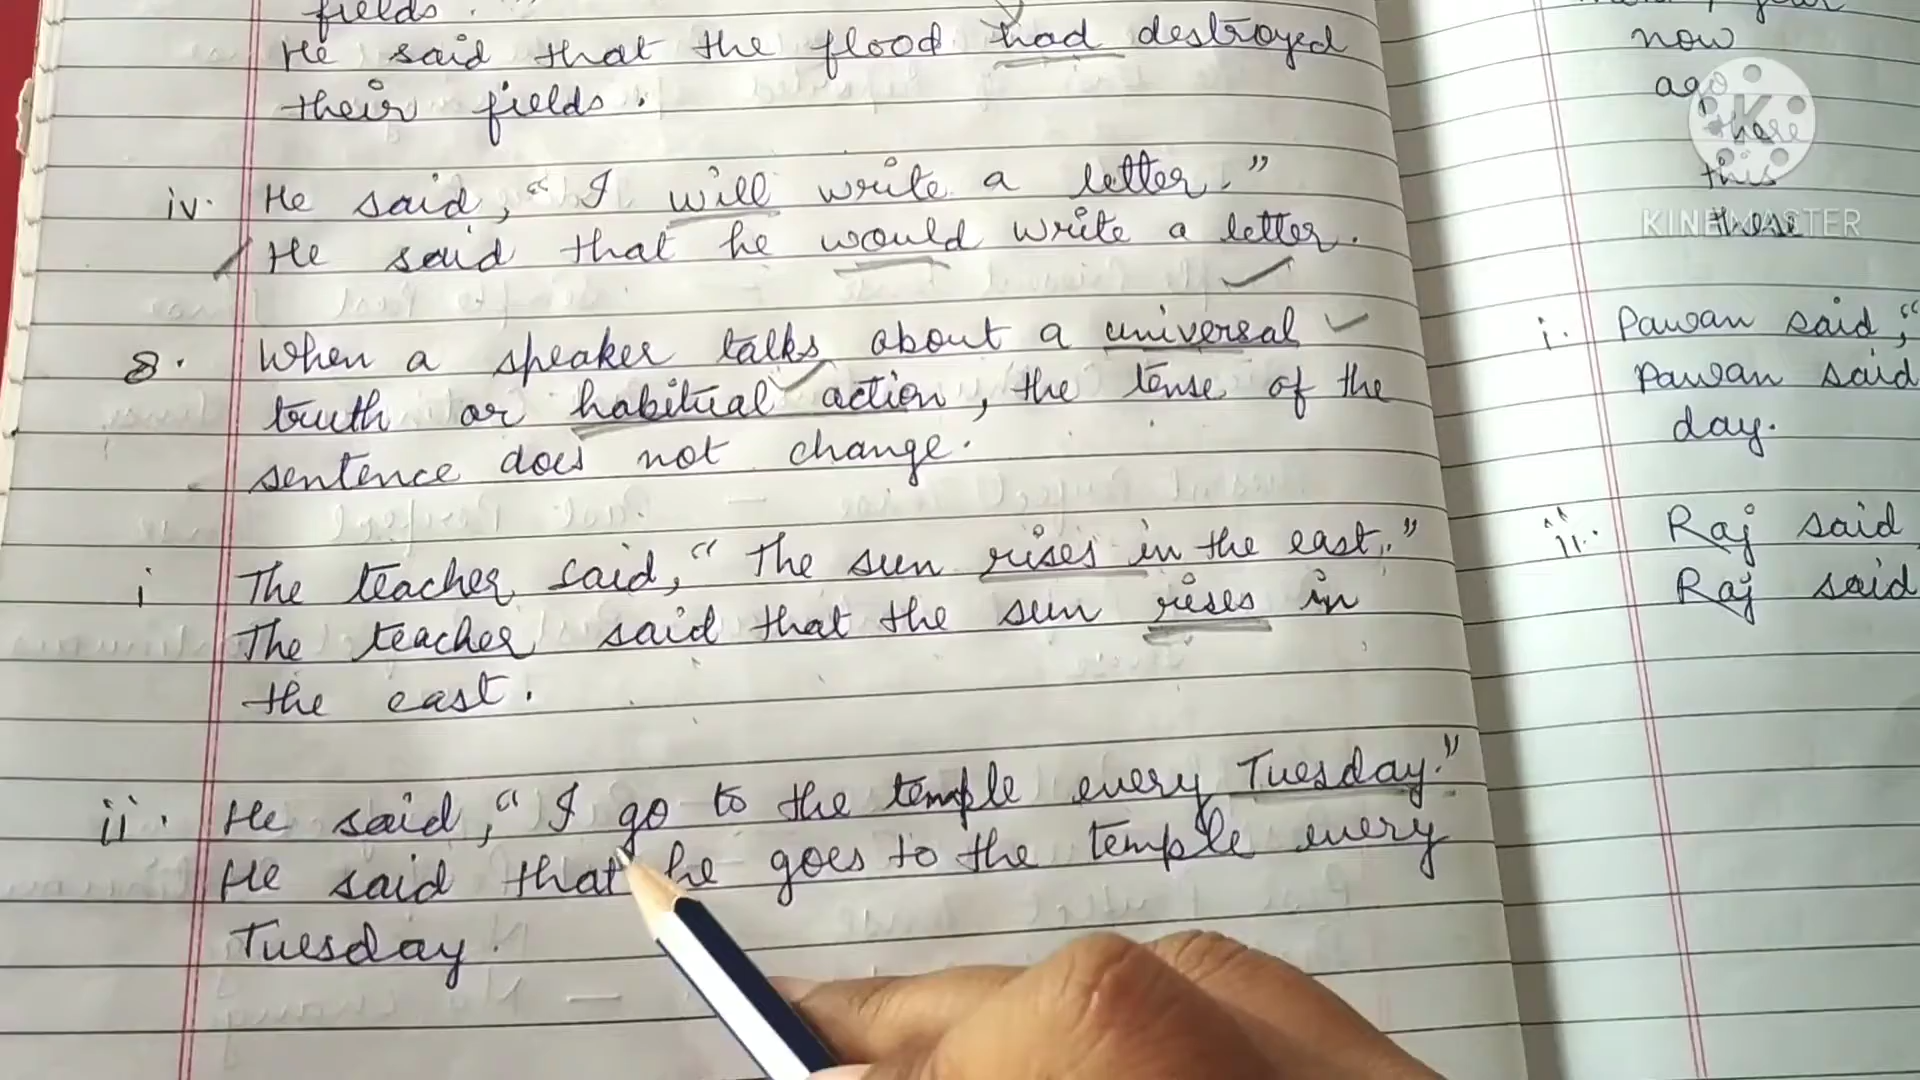 fields."
He said that the flood had destroyed
their fields.
iv. He said, "I will write a letter."
He said that he would write a letter.
8. When a speaker talks about a universal
truth or habitual action, the tense of the
sentence does not change.
i The teacher said, "The sun rises in the east."
The teacher said that the sun rises in
the east.
ii. He said, "I go to the temple every Tuesday."
He said that he goes to the temple every
Tuesday.
now
ago
here
this
these
KINEMASTER
i. Pawan said, "
Pawan said
day.
ii. Raj said
Raj said